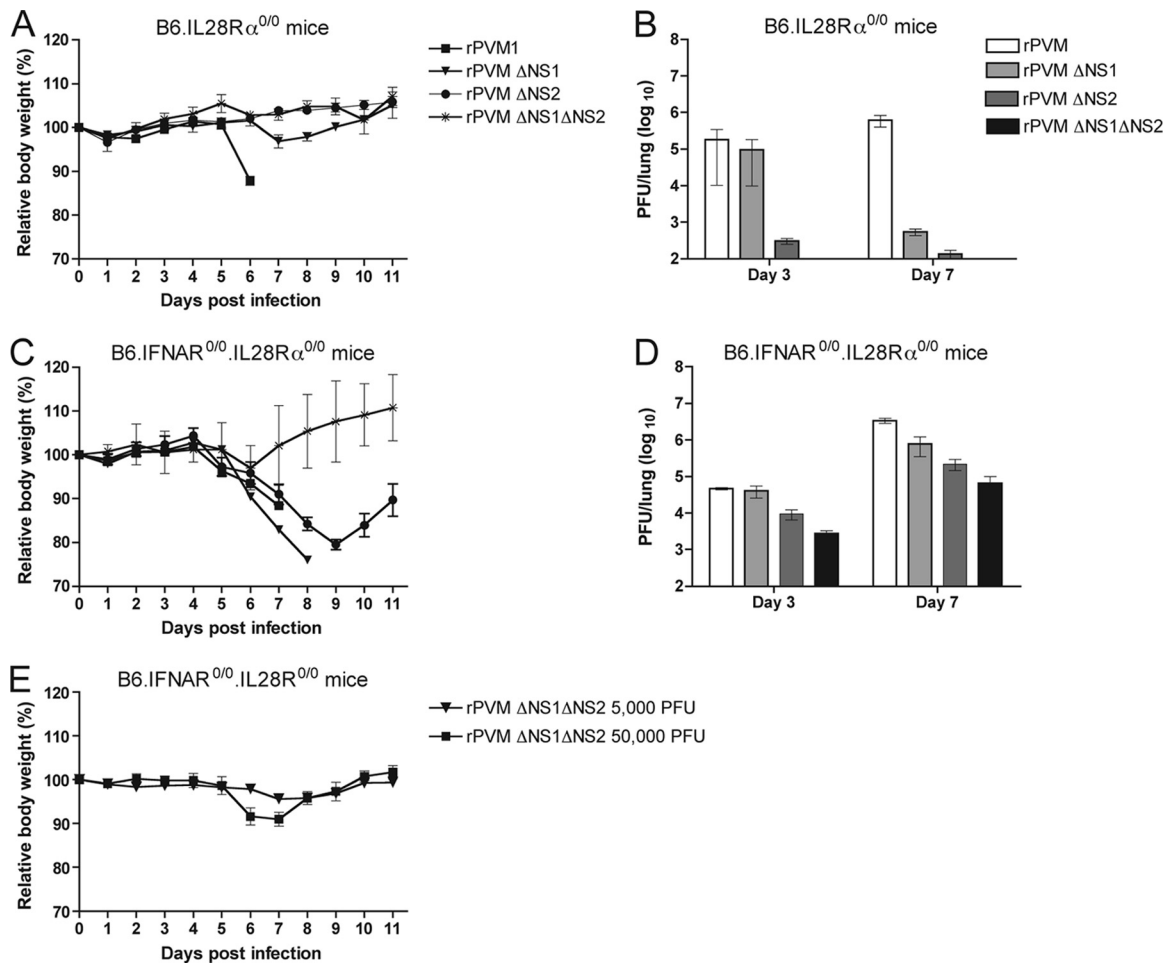 A
B6.IL28Rα0/0 mice
Relative body weight (%)
120
110
100
90
80
70
0 1 2 3 4 5 6 7 8 9 10 11
Days post infection
rPVM1
rPVM ΔNS1
rPVM ΔNS2
rPVM ΔNS1ΔNS2
B
B6.IL28Rα0/0 mice
PFU/lung (log 10)
8
7
6
5
4
3
2
Day 3 Day 7
rPVM
rPVM ΔNS1
rPVM ΔNS2
rPVM ΔNS1ΔNS2
C
B6.IFNAR0/0.IL28Rα0/0 mice
Relative body weight (%)
120
110
100
90
80
70
0 1 2 3 4 5 6 7 8 9 10 11
Days post infection
D
B6.IFNAR0/0.IL28Rα0/0 mice
PFU/lung (log 10)
8
7
6
5
4
3
2
Day 3 Day 7
E
B6.IFNAR0/0.IL28R0/0 mice
Relative body weight (%)
120
110
100
90
80
70
0 1 2 3 4 5 6 7 8 9 10 11
Days post infection
rPVM ΔNS1ΔNS2 5,000 PFU
rPVM ΔNS1ΔNS2 50,000 PFU